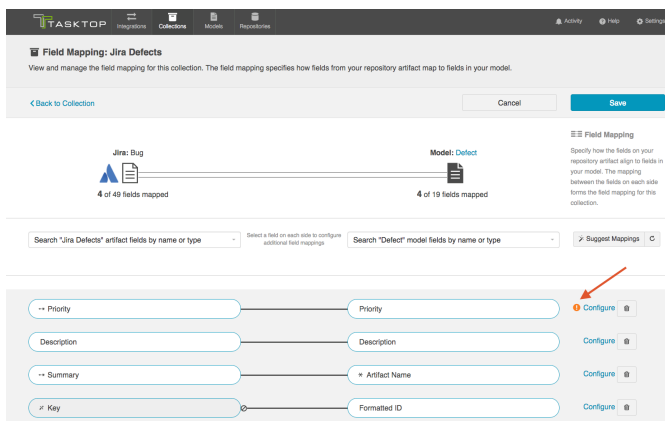 TASKTOP
Integrations
Collections
Models
Repositories
Activity
Help
Settings
Field Mapping: Jira Defects
View and manage the field mapping for this collection. The field mapping specifies how fields from your repository artifact map to fields in your model.
Back to Collection
Cancel
Save
Field Mapping
Specify how the fields on your
repository artifact align to fields in
your model. The mapping
between the fields on each side
forms the field mapping for this
collection.
Jira: Bug
Model: Defect
4 of 49 fields mapped
4 of 19 fields mapped
Search "Jira Defects" artifact fields by name or type
Select a field on each side to configure
additional field mappings
Search "Defect" model fields by name or type
Suggest Mappings
Priority
Priority
Configure
Description
Description
Configure
Summary
Artifact Name
Configure
Key
Formatted ID
Configure